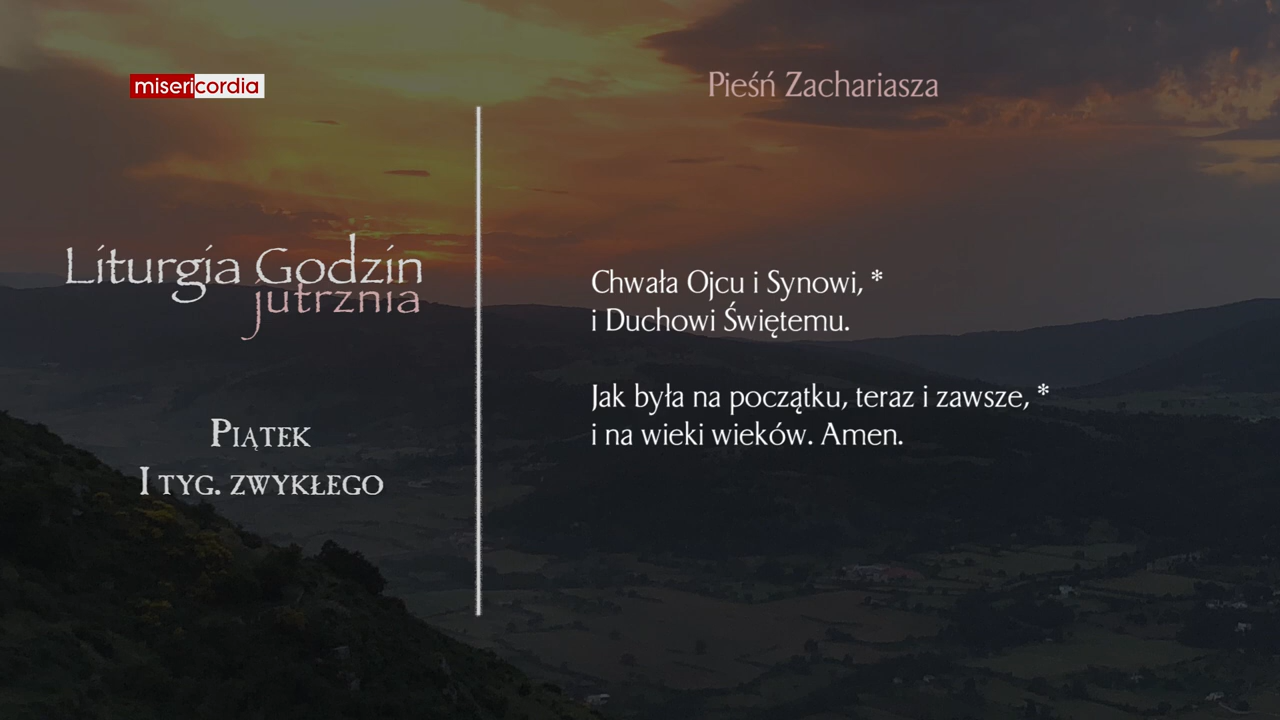 misericordia
Liturgia Godzin
jutrznia
Piątek
I tyg. zwykłego
Pieśń Zachariasza
Chwała Ojcu i Synowi, *
i Duchowi Świętemu.
Jak była na początku, teraz i zawsze, *
i na wieki wieków. Amen.